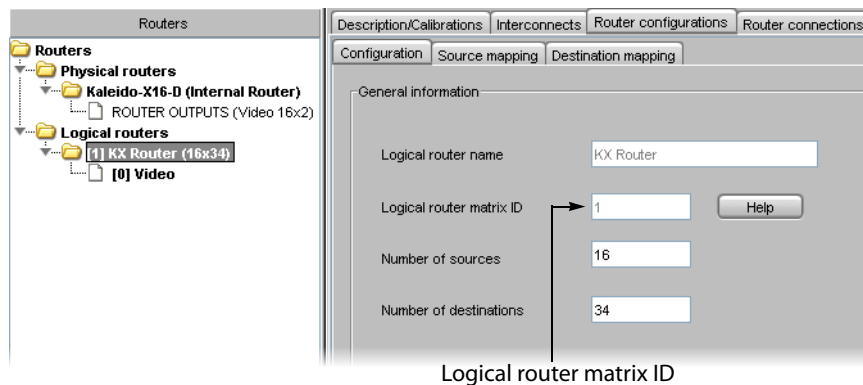 Routers
Routers
Physical routers
Kaleido-X16-D (Internal Router)
ROUTER OUTPUTS (Video 16x2)
Logical routers
[1] KX Router (16x34)
[0] Video
Description/Calibrations Interconnects Router configurations Router connections
Configuration Source mapping Destination mapping
General information
Logical router name KX Router
Logical router matrix ID 1 Help
Number of sources 16
Number of destinations 34
Logical router matrix ID